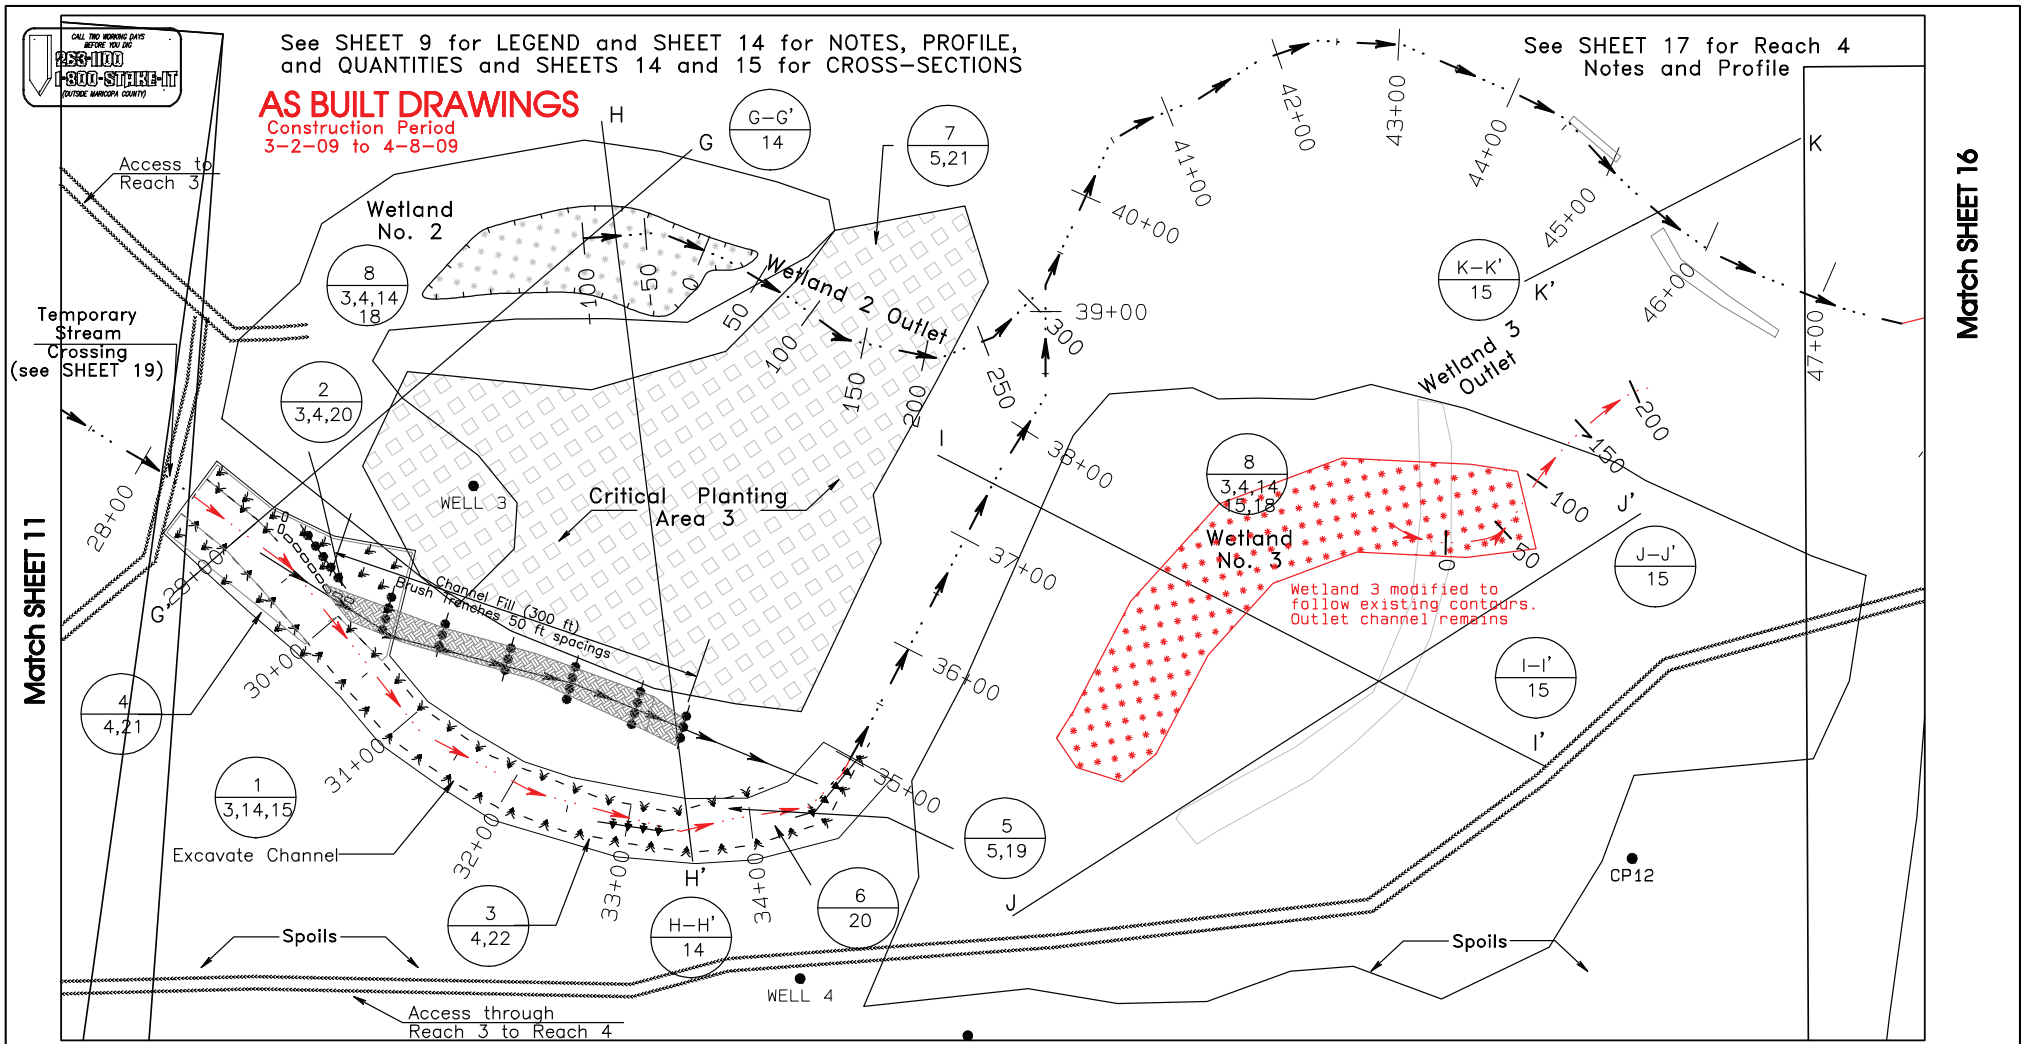 CALL TWO WORKING DAYS
BEFORE YOU DIG
263-1100
1-800-STAKE-IT
(OUTSIDE MARICOPA COUNTY)
See SHEET 9 for LEGEND and SHEET 14 for NOTES, PROFILE,
and QUANTITIES and SHEETS 14 and 15 for CROSS-SECTIONS
AS BUILT DRAWINGS
Construction Period
3-2-09 to 4-8-09
See SHEET 17 for Reach 4
Notes and Profile
Match SHEET 11
Match SHEET 16
Access to
Reach 3
Temporary
Stream
Crossing
(see SHEET 19)
Wetland
No. 2
8
3,4,14
18
2
3,4,20
H
G
G-G'
14
7
5,21
-100
-50
0
50
100
150
200
250
300
Wetland 2 Outlet
WELL 3
Critical Planting
Area 3
Channel Fill (300 ft)
Brush Trenches 50 ft spacings
28+00
29+00
30+00
31+00
32+00
33+00
34+00
35+00
36+00
37+00
38+00
39+00
40+00
41+00
42+00
43+00
44+00
45+00
46+00
47+00
G'
4
4,21
1
3,14,15
Excavate Channel
3
4,22
H'
H-H'
14
6
20
5
5,19
Spoils
Access through
Reach 3 to Reach 4
WELL 4
I
J
K
K-K'
15
K'
Wetland 3
Outlet
8
3,4,14
15,18
Wetland
No. 3
0
50
100
150
200
Wetland 3 modified to
follow existing contours.
Outlet channel remains
J'
J-J'
15
I-I'
15
I'
CP12
Spoils